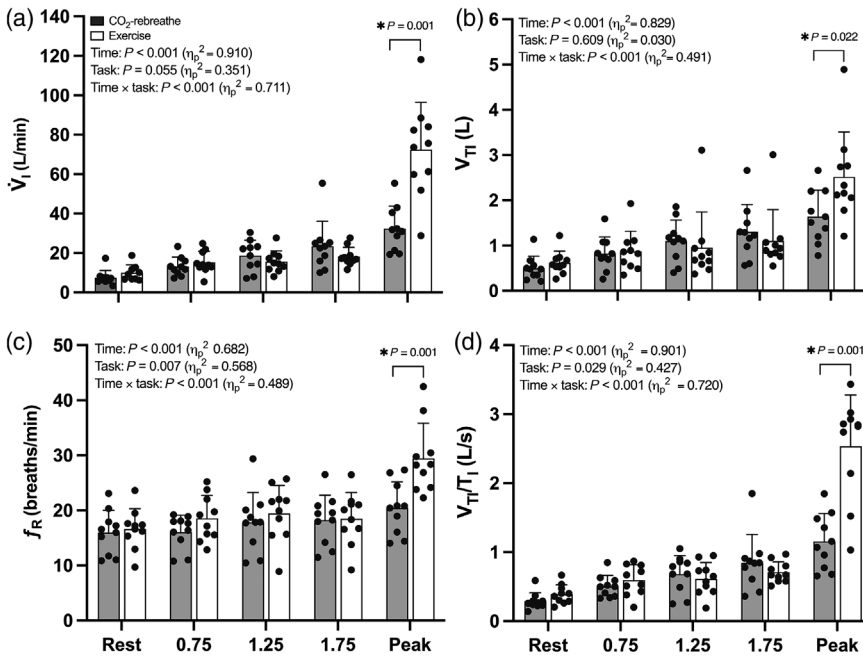 (a)
CO₂-rebreathe
Exercise
Time: P < 0.001 (ηp² = 0.910)
Task: P = 0.055 (ηp² = 0.351)
Time × task: P < 0.001 (ηp² = 0.711)
* P = 0.001
V̇I (L/min)
140
120
100
80
60
40
20
0
(b)
Time: P < 0.001 (ηp² = 0.829)
Task: P = 0.609 (ηp² = 0.030)
Time × task: P < 0.001 (ηp² = 0.491)
* P = 0.022
VTI (L)
6
5
4
3
2
1
0
(c)
Time: P < 0.001 (ηp² 0.682)
Task: P = 0.007 (ηp² = 0.568)
Time × task: P < 0.001 (ηp² = 0.489)
* P = 0.001
fR (breaths/min)
50
40
30
20
10
0
Rest 0.75 1.25 1.75 Peak
(d)
Time: P < 0.001 (ηp² = 0.901)
Task: P = 0.029 (ηp² = 0.427)
Time × task: P < 0.001 (ηp² = 0.720)
* P = 0.001
VTI/TI (L/s)
4
3
2
1
0
Rest 0.75 1.25 1.75 Peak